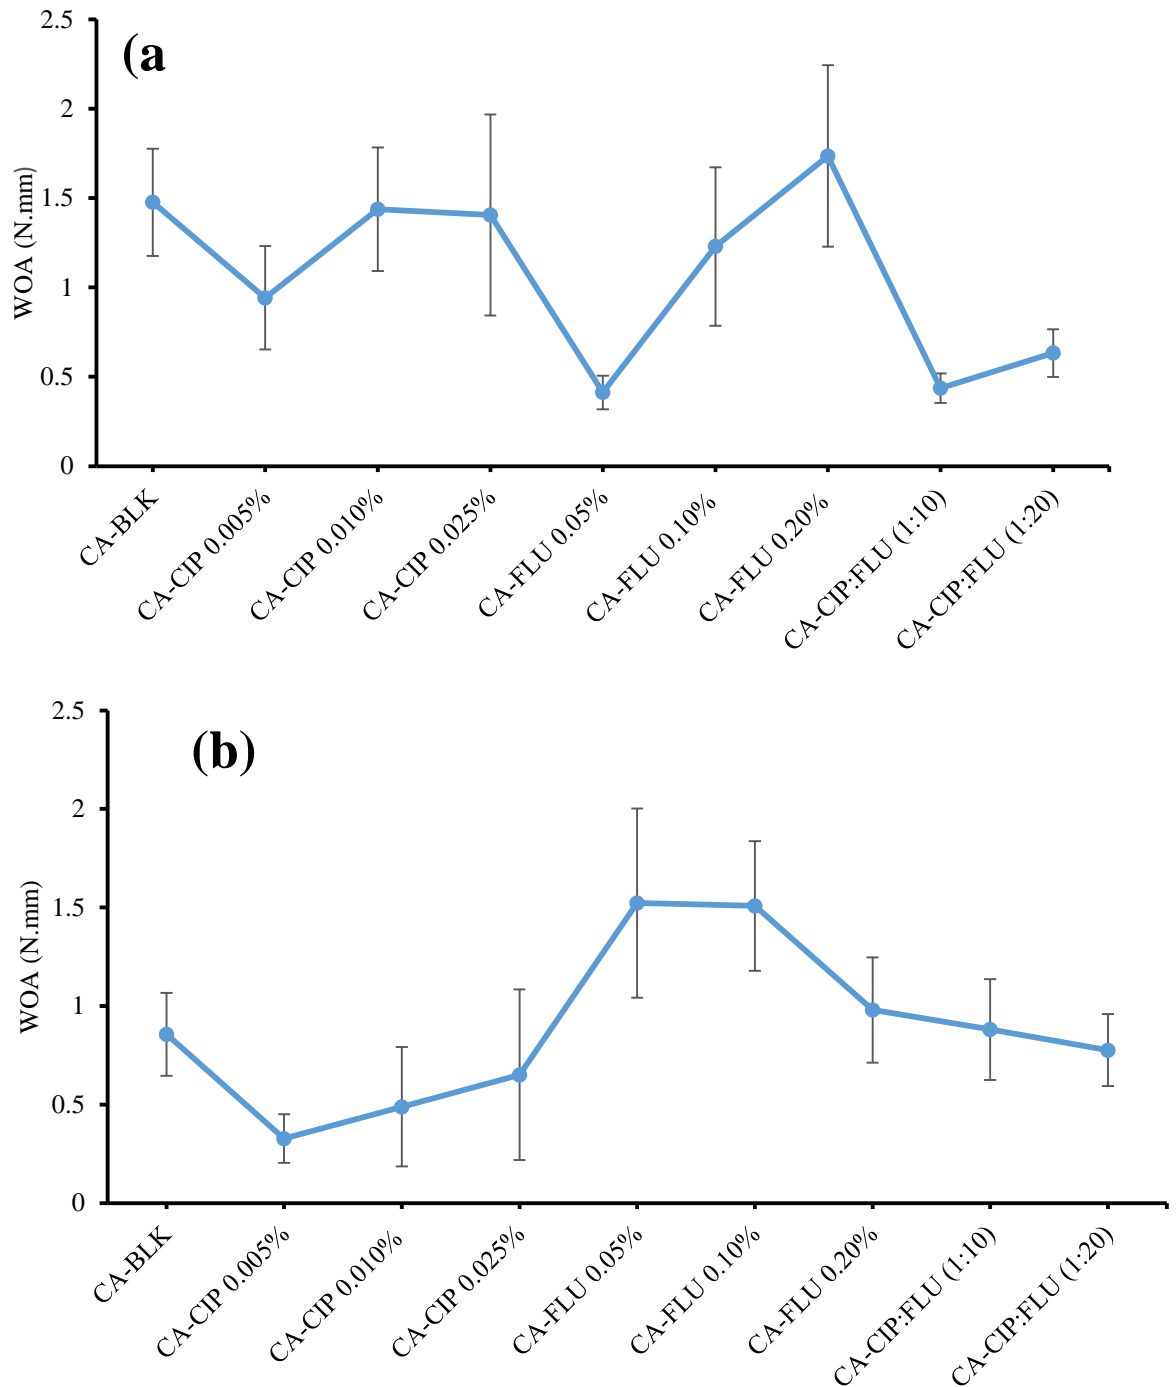 (a
2.5
2
1.5
1
0.5
0
WOA (N.mm)
CA-BLK
CA-CIP 0.005%
CA-CIP 0.010%
CA-CIP 0.025%
CA-FLU 0.05%
CA-FLU 0.10%
CA-FLU 0.20%
CA-CIP:FLU (1:10)
CA-CIP:FLU (1:20)
(b)
2.5
2
1.5
1
0.5
0
WOA (N.mm)
CA-BLK
CA-CIP 0.005%
CA-CIP 0.010%
CA-CIP 0.025%
CA-FLU 0.05%
CA-FLU 0.10%
CA-FLU 0.20%
CA-CIP:FLU (1:10)
CA-CIP:FLU (1:20)